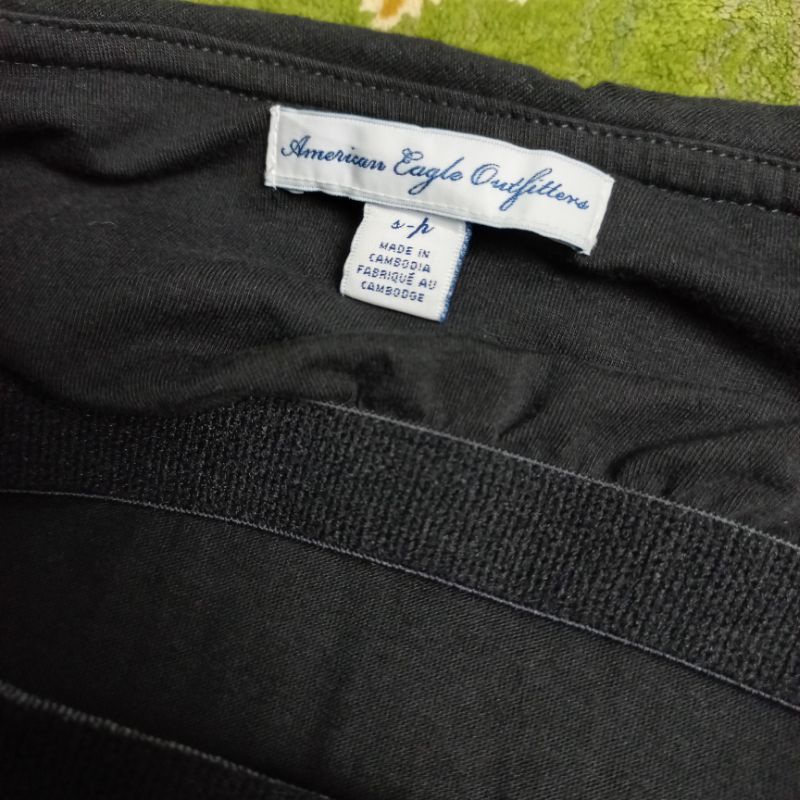 American Eagle Outfitters
s-p
MADE IN
CAMBODIA
FABRIQUÉ AU
CAMBODGE